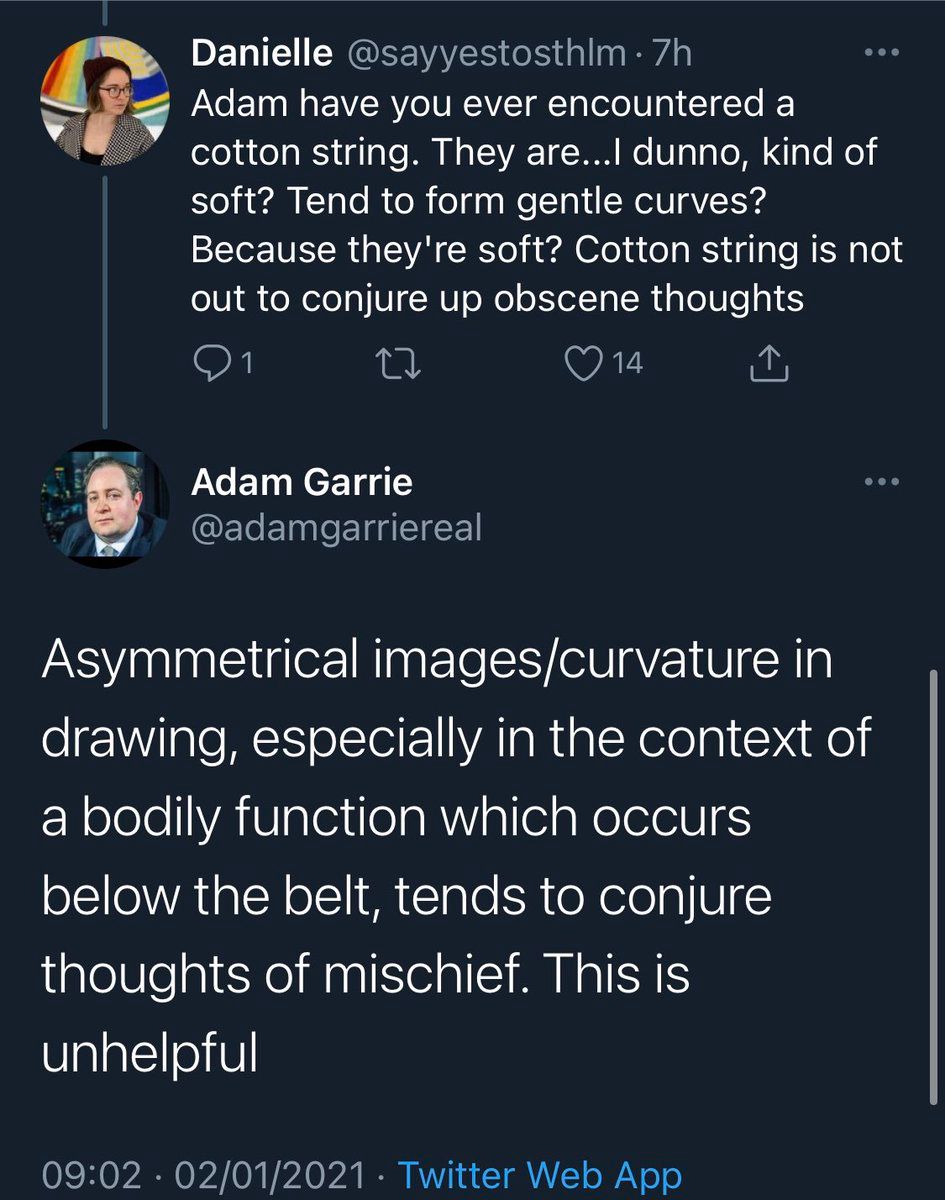 Danielle @sayyestosthlm · 7h
Adam have you ever encountered a
cotton string. They are...I dunno, kind of
soft? Tend to form gentle curves?
Because they're soft? Cotton string is not
out to conjure up obscene thoughts
1 14
Adam Garrie
@adamgarriereal
Asymmetrical images/curvature in
drawing, especially in the context of
a bodily function which occurs
below the belt, tends to conjure
thoughts of mischief. This is
unhelpful
09:02 · 02/01/2021 · Twitter Web App